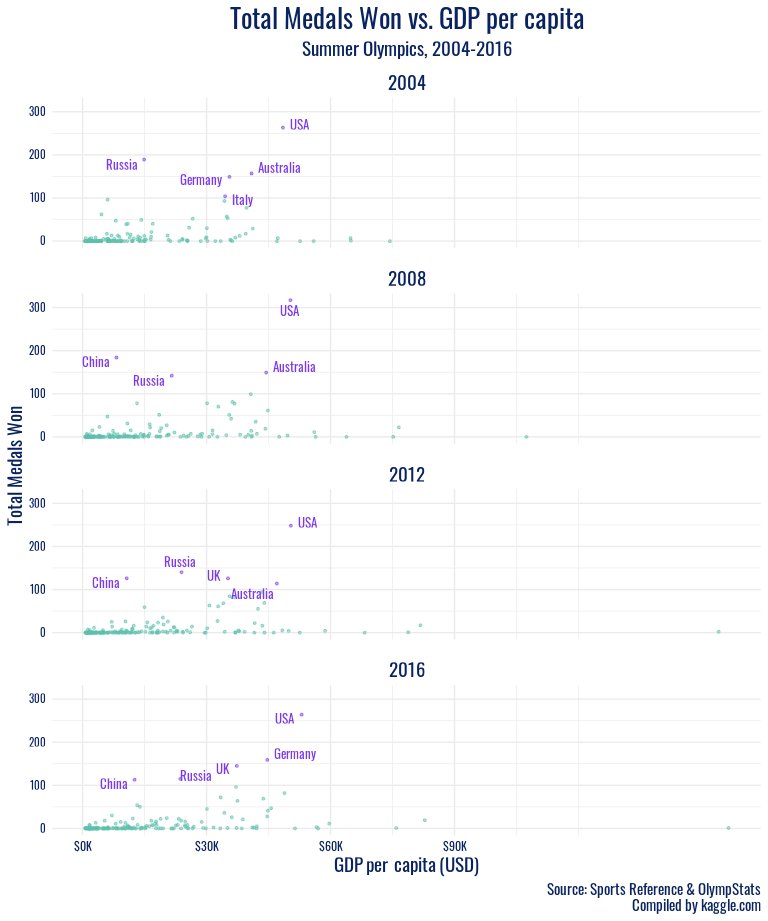 Total Medals Won vs. GDP per capita
Summer Olympics, 2004-2016
2004
300
200
100
0
USA
Russia
Australia
Germany
Italy
2008
300
200
100
0
USA
China
Australia
Russia
Total Medals Won
2012
300
200
100
0
USA
Russia
UK
China
Australia
2016
300
200
100
0
USA
Germany
UK
Russia
China
$0K
$30K
$60K
$90K
GDP per capita (USD)
Source: Sports Reference & OlympStats
Compiled by kaggle.com